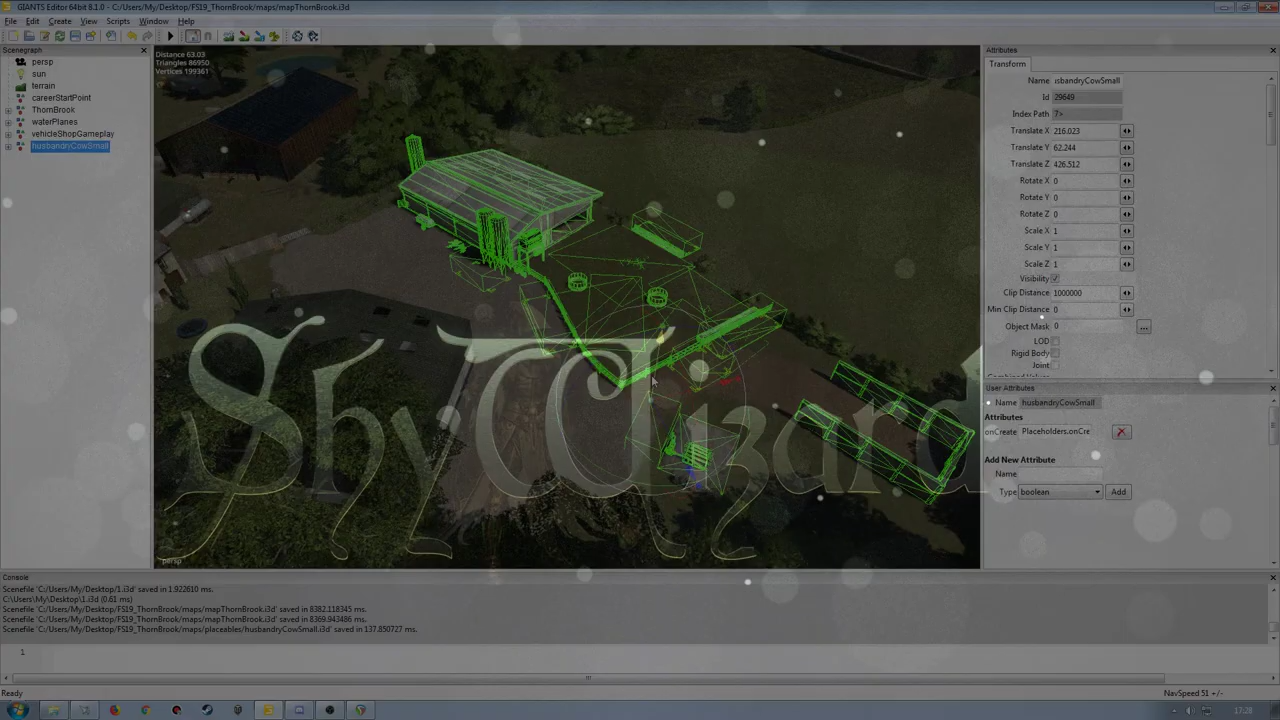 GIANTS Editor 64bit 8.1.0 - C:/Users/My/Desktop/FS19_ThornBrook/maps/mapThornBrook.i3d
File Edit Create View Scripts Window Help
Scenegraph
persp
sun
terrain
careerStartPoint
ThornBrook
waterPlanes
vehicleShopGameplay
husbandryCowSmall
Distance 63.03
Triangles 86950
Vertices 199361
persp
ShyWizard
Attributes
Transform
Name usbandryCowSmall
Id 29649
Index Path 7>
Translate X 216.023
Translate Y 62.244
Translate Z 426.512
Rotate X 0
Rotate Y 0
Rotate Z 0
Scale X 1
Scale Y 1
Scale Z 1
Visibility
Clip Distance 1000000
Min Clip Distance 0
Object Mask 0 ...
LOD
Rigid Body
Joint
User Attributes
Name husbandryCowSmall
Attributes
onCreate Placeholders.onCre
Add New Attribute
Name
Type boolean Add
Console
Scenefile 'C:/Users/My/Desktop/1.i3d' saved in 1.922610 ms.
C:\Users\My\Desktop\1.i3d (0.61 ms)
Scenefile 'C:/Users/My/Desktop/FS19_ThornBrook/maps/mapThornBrook.i3d' saved in 8382.118345 ms.
Scenefile 'C:/Users/My/Desktop/FS19_ThornBrook/maps/mapThornBrook.i3d' saved in 8369.943486 ms.
Scenefile 'C:/Users/My/Desktop/FS19_ThornBrook/maps/placeables/husbandryCowSmall.i3d' saved in 137.850727 ms.
1
Ready
NavSpeed 51 +/-
17:28